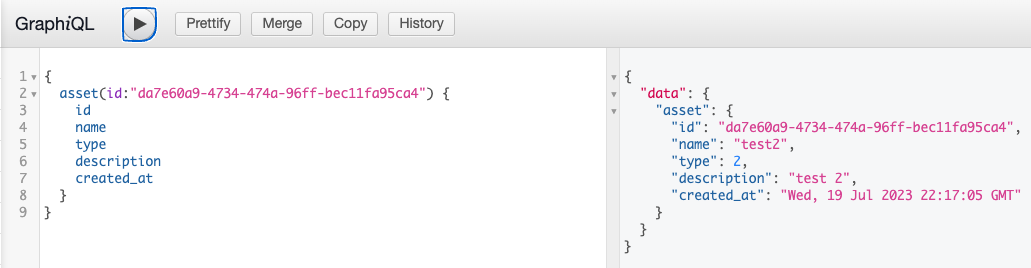 GraphiQL Prettify Merge Copy History
1 {
2 asset(id:"da7e60a9-4734-474a-96ff-bec11fa95ca4") {
3 id
4 name
5 type
6 description
7 created_at
8 }
9 }
{
"data": {
"asset": {
"id": "da7e60a9-4734-474a-96ff-bec11fa95ca4",
"name": "test2",
"type": 2,
"description": "test 2",
"created_at": "Wed, 19 Jul 2023 22:17:05 GMT"
}
}
}